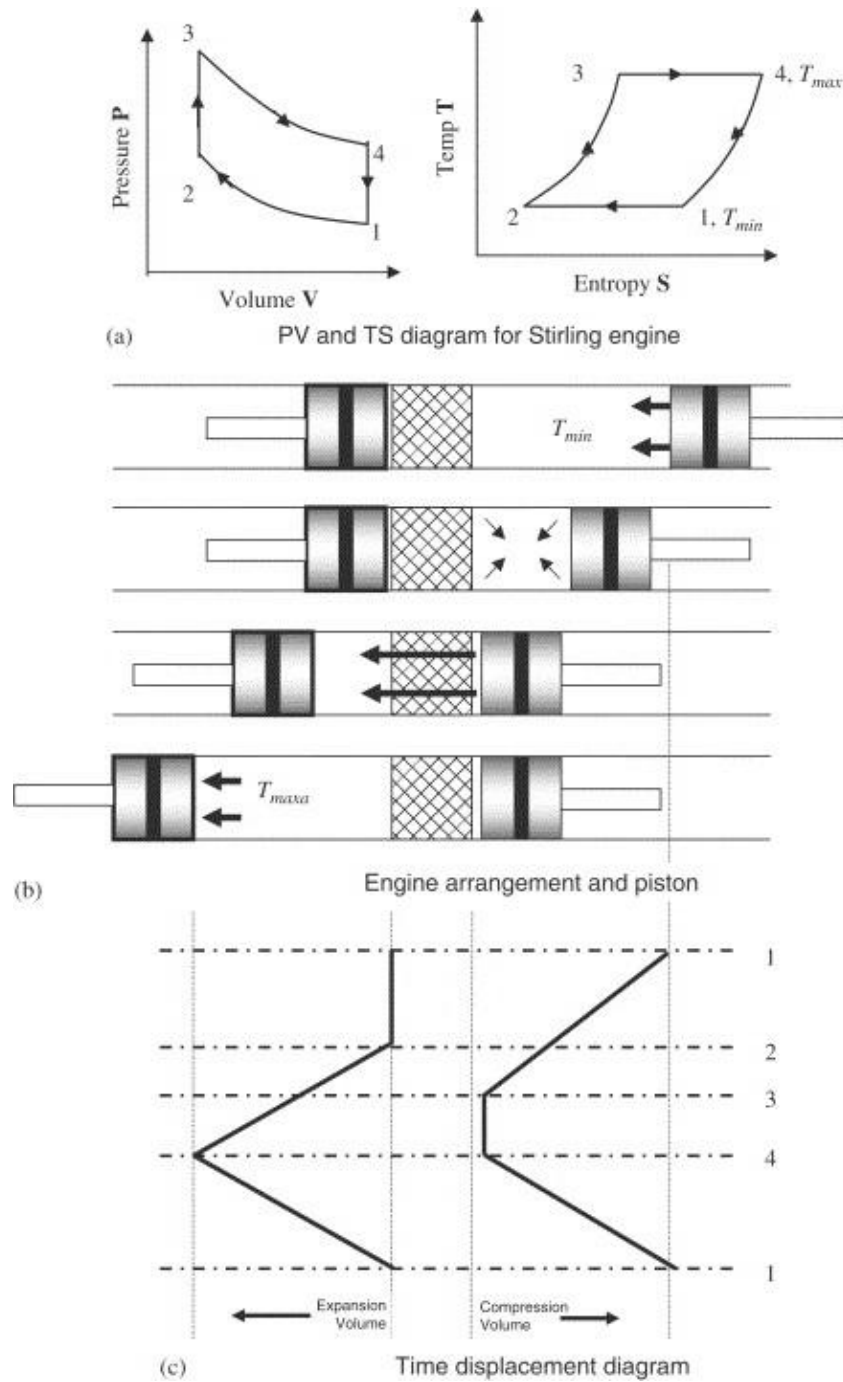 3
4
2
1
Pressure P
Volume V
3
4, Tmax
2
1, Tmin
Temp T
Entropy S
(a) PV and TS diagram for Stirling engine
Tmin
Tmaxa
(b) Engine arrangement and piston
1
2
3
4
1
Expansion
Volume
Compression
Volume
(c) Time displacement diagram